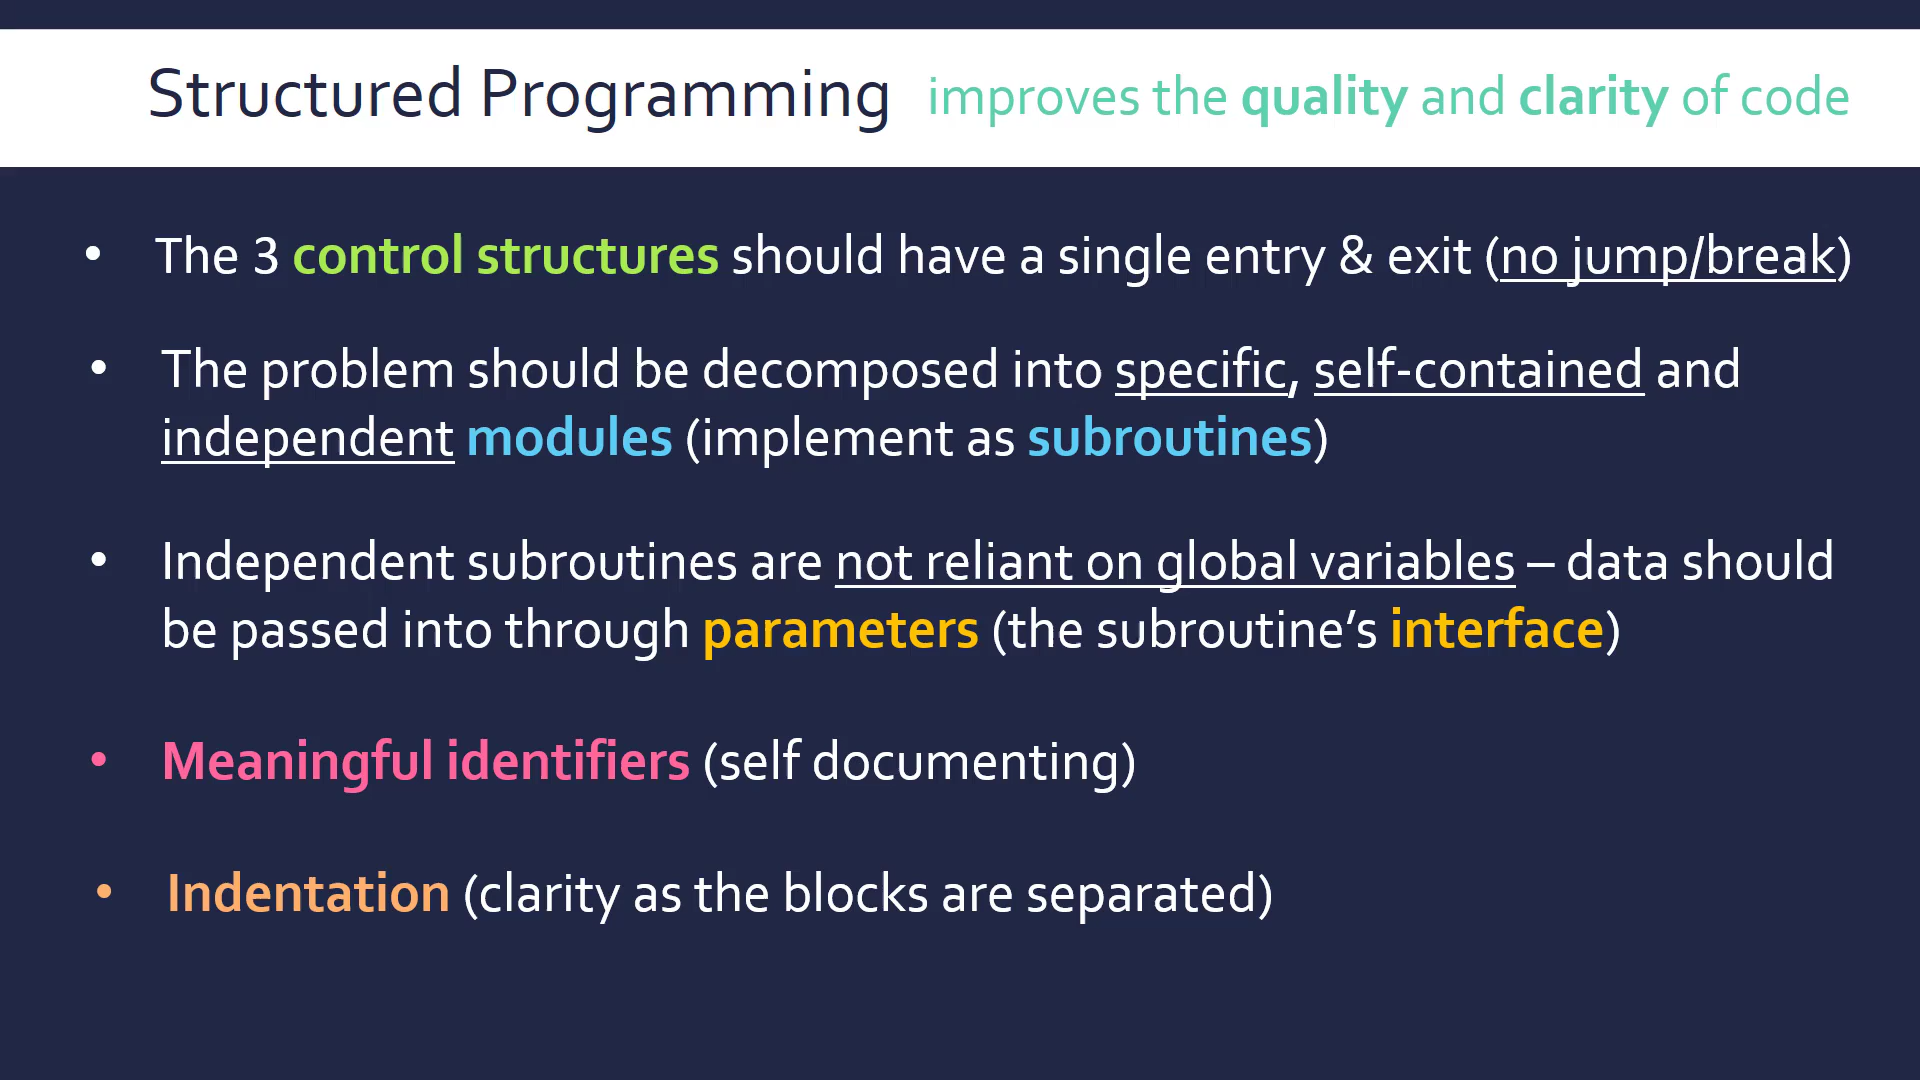 Structured Programming improves the quality and clarity of code
• The 3 control structures should have a single entry & exit (no jump/break)
• The problem should be decomposed into specific, self-contained and
independent modules (implement as subroutines)
• Independent subroutines are not reliant on global variables – data should
be passed into through parameters (the subroutine’s interface)
• Meaningful identifiers (self documenting)
• Indentation (clarity as the blocks are separated)